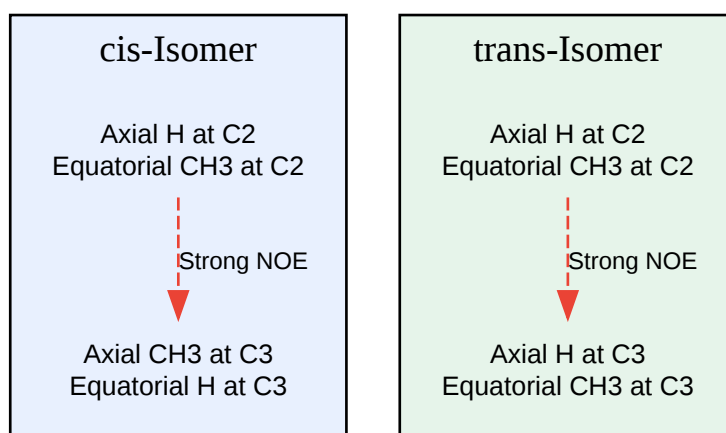 cis-Isomer
Axial H at C2
Equatorial CH3 at C2
Strong NOE
Axial CH3 at C3
Equatorial H at C3
trans-Isomer
Axial H at C2
Equatorial CH3 at C2
Strong NOE
Axial H at C3
Equatorial CH3 at C3